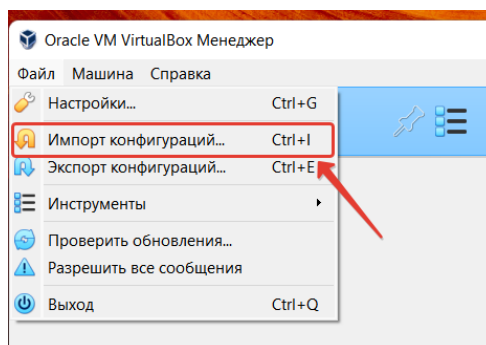 Oracle VM VirtualBox Менеджер
Файл Машина Справка
Настройки... Ctrl+G
Импорт конфигураций... Ctrl+I
Экспорт конфигураций... Ctrl+E
Инструменты
Проверить обновления...
Разрешить все сообщения
Выход Ctrl+Q